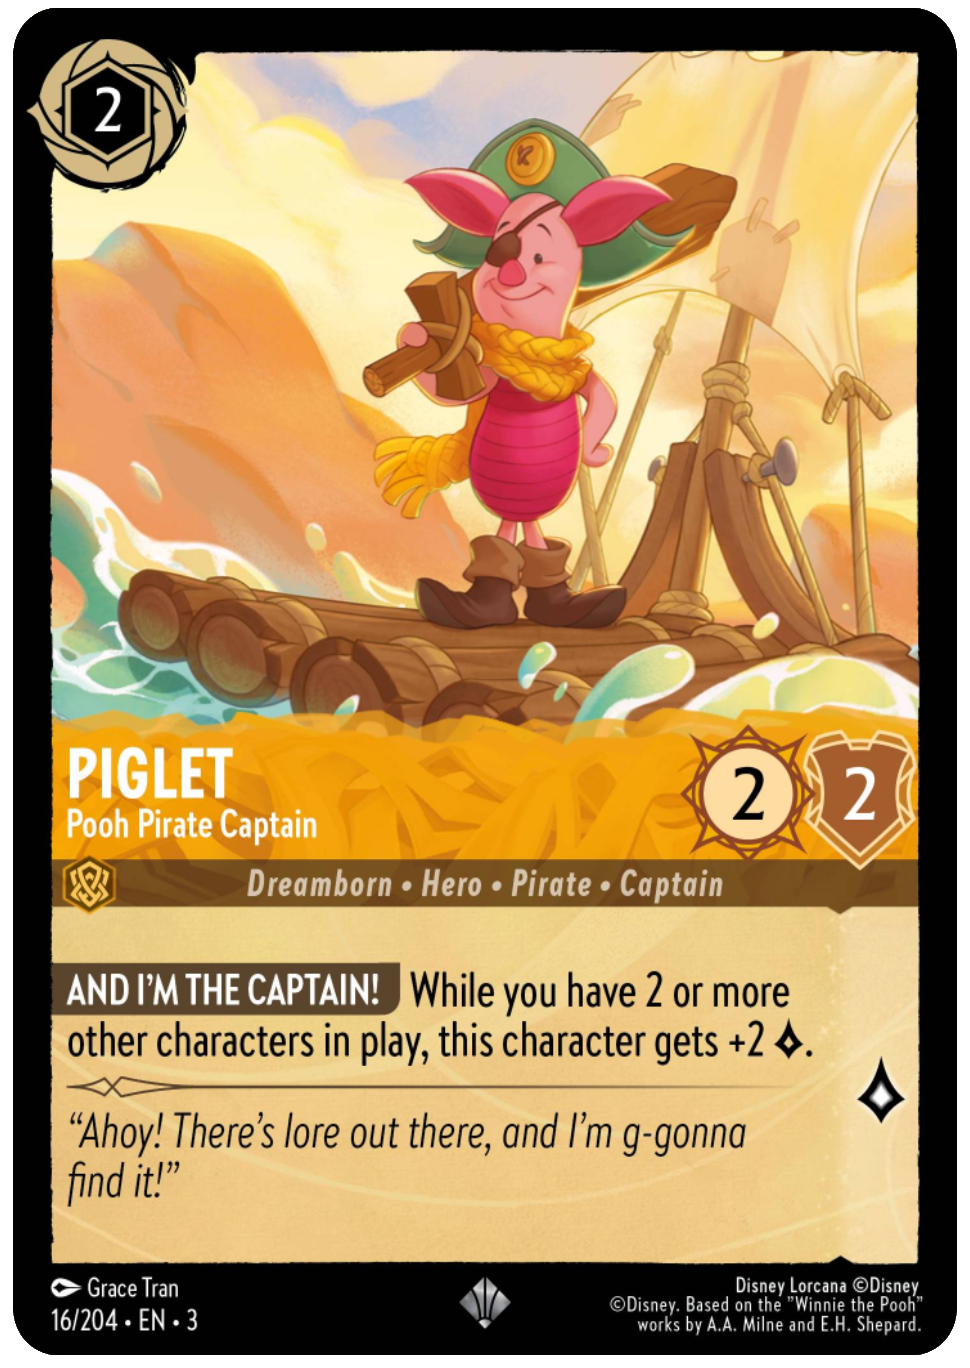 2
PIGLET
Pooh Pirate Captain
2
2
Dreamborn • Hero • Pirate • Captain
AND I'M THE CAPTAIN! While you have 2 or more
other characters in play, this character gets +2 .
“Ahoy! There’s lore out there, and I’m g-gonna
find it!”
Grace Tran
16/204 • EN • 3
Disney Lorcana ©Disney
©Disney. Based on the "Winnie the Pooh"
works by A.A. Milne and E.H. Shepard.